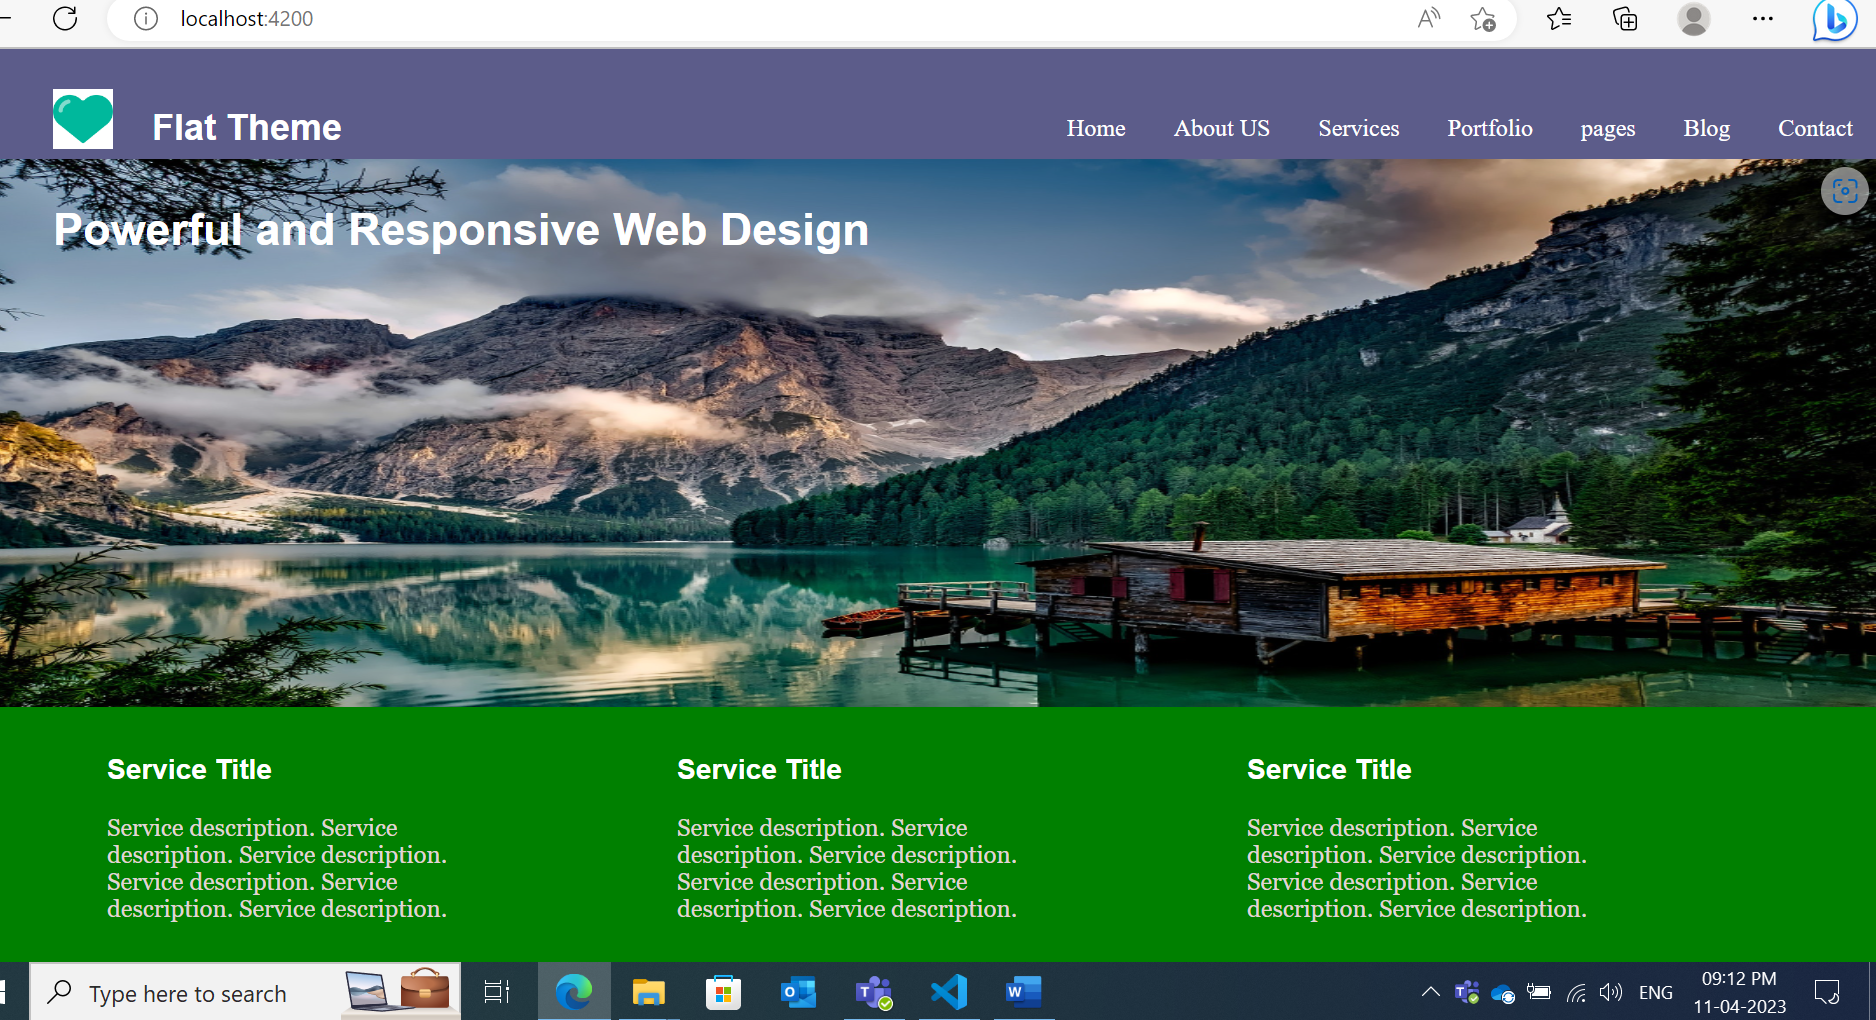 localhost:4200
A
Flat Theme
Home About US Services Portfolio pages Blog Contact
Powerful and Responsive Web Design
Service Title Service Title Service Title
Service description. Service
description. Service description.
Service description. Service
description. Service description.
Service description. Service
description. Service description.
Service description. Service
description. Service description.
Service description. Service
description. Service description.
Service description. Service
description. Service description.
Type here to search
ENG
09:12 PM
11-04-2023